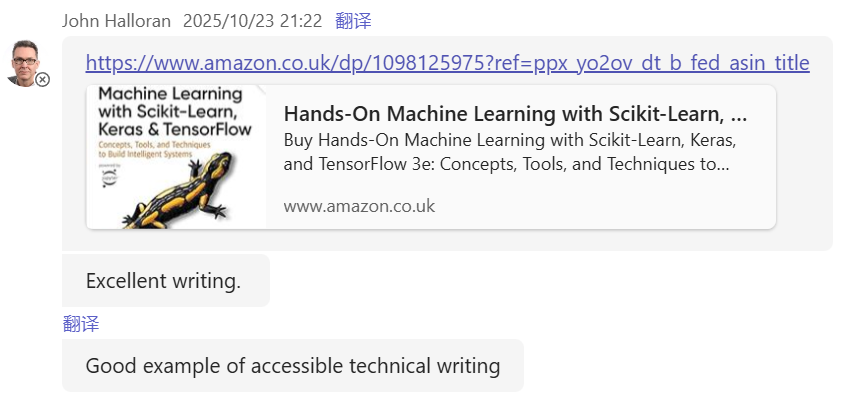 John Halloran 2025/10/23 21:22 翻译
https://www.amazon.co.uk/dp/1098125975?ref=ppx_yo2ov_dt_b_fed_asin_title
Machine Learning
with Scikit-Learn,
Keras & TensorFlow
Concepts, Tools, and Techniques
to Build Intelligent Systems
powered by
Hands-On Machine Learning with Scikit-Learn, ...
Buy Hands-On Machine Learning with Scikit-Learn, Keras,
and TensorFlow 3e: Concepts, Tools, and Techniques to...
www.amazon.co.uk
Excellent writing.
翻译
Good example of accessible technical writing